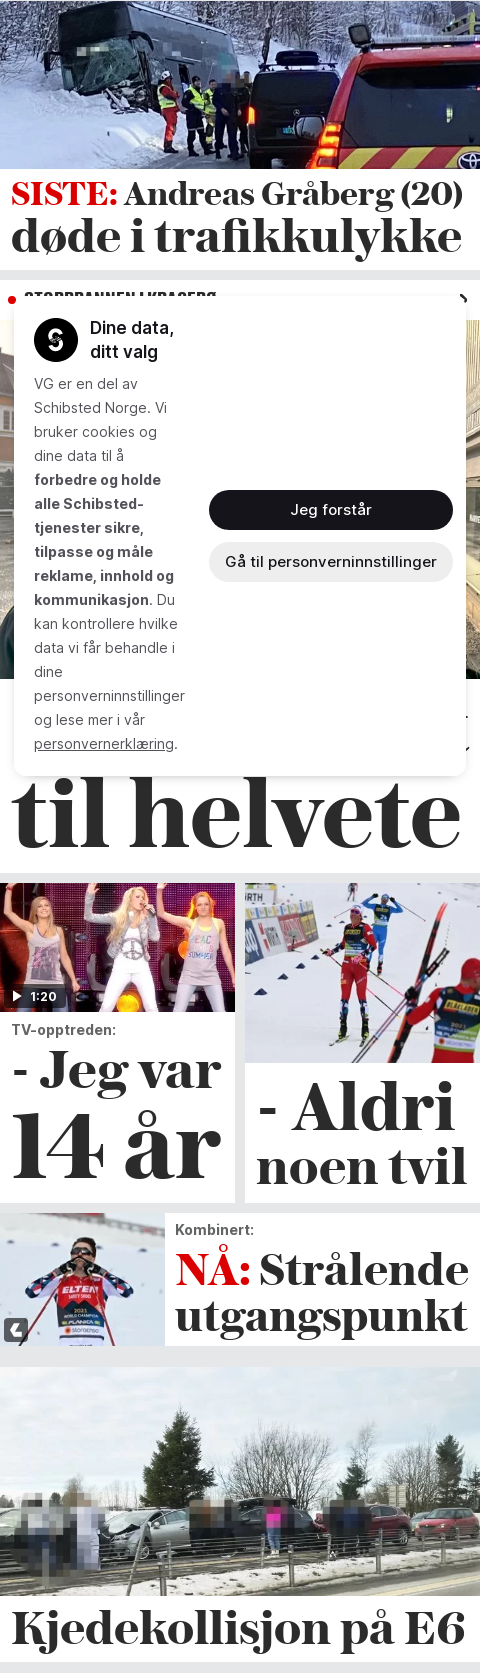 SISTE: Andreas Gråberg (20)
døde i trafikkulykke
Dine data,
ditt valg
VG er en del av
Schibsted Norge. Vi
bruker cookies og
dine data til å
forbedre og holde
alle Schibsted-
tjenester sikre,
tilpasse og måle
reklame, innhold og
kommunikasjon. Du
kan kontrollere hvilke
data vi får behandle i
dine
personverninnstillinger
og lese mer i vår
personvernerklæring.
Jeg forstår
Gå til personverninnstillinger
til helvete
1:20
TV-opptreden:
- Jeg var
14 år
- Aldri
noen tvil
ELTEN
2021
PLANICA
Kombinert:
NÅ: Strålende
utgangspunkt
Kjedekollisjon på E6